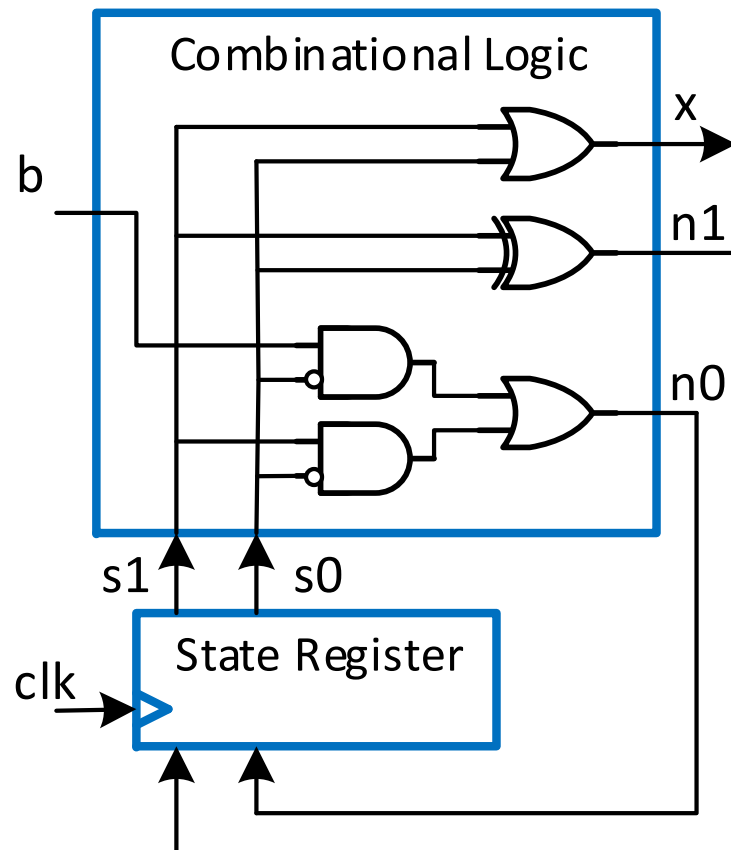 Combinational Logic
x
b
n1
n0
s1
s0
State Register
clk